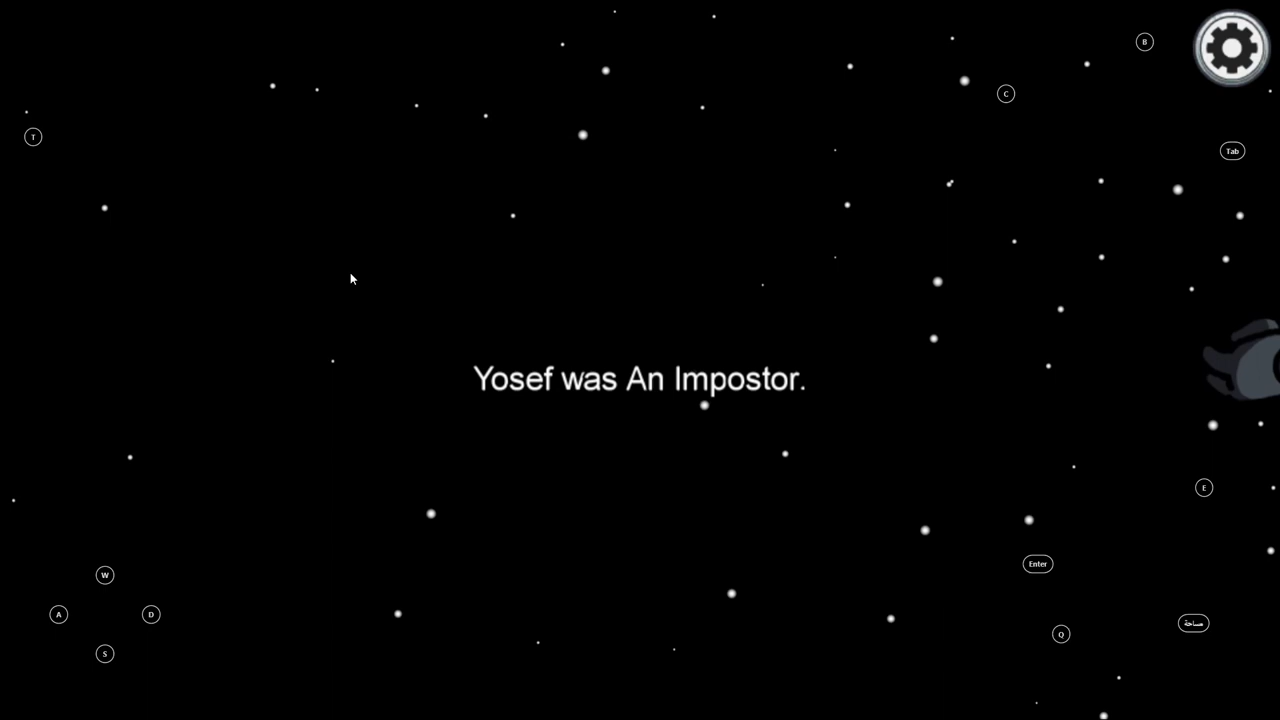 B
C
T
Tab
Yosef was An Impostor.
E
Enter
W
A
D
مساحة
Q
S